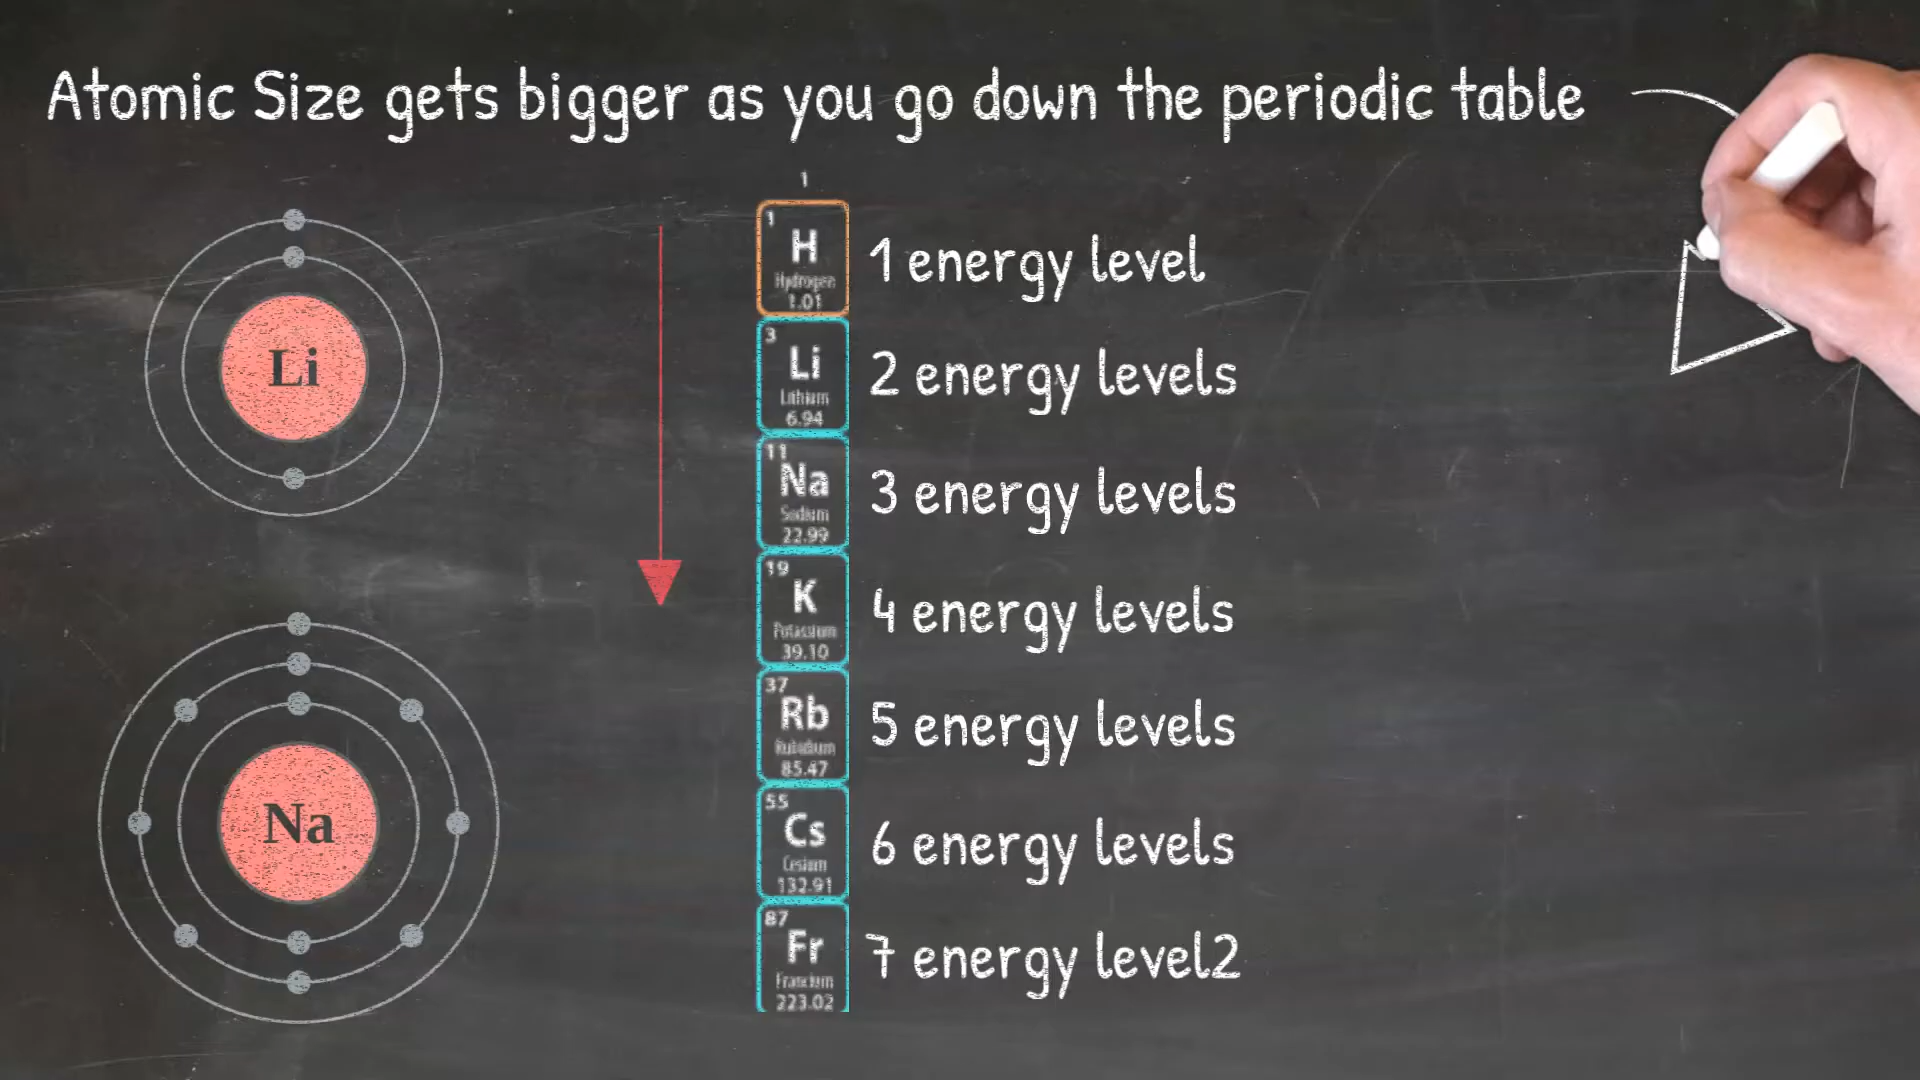 Atomic Size gets bigger as you go down the periodic table
1
1
H
Hydrogen
1.01
1 energy level
3
Li
Lithium
6.94
2 energy levels
Li
11
Na
Sodium
22.99
3 energy levels
19
K
Potassium
39.10
4 energy levels
37
Rb
Rubidium
85.47
5 energy levels
55
Cs
Cesium
132.91
6 energy levels
Na
87
Fr
Francium
223.02
7 energy level2